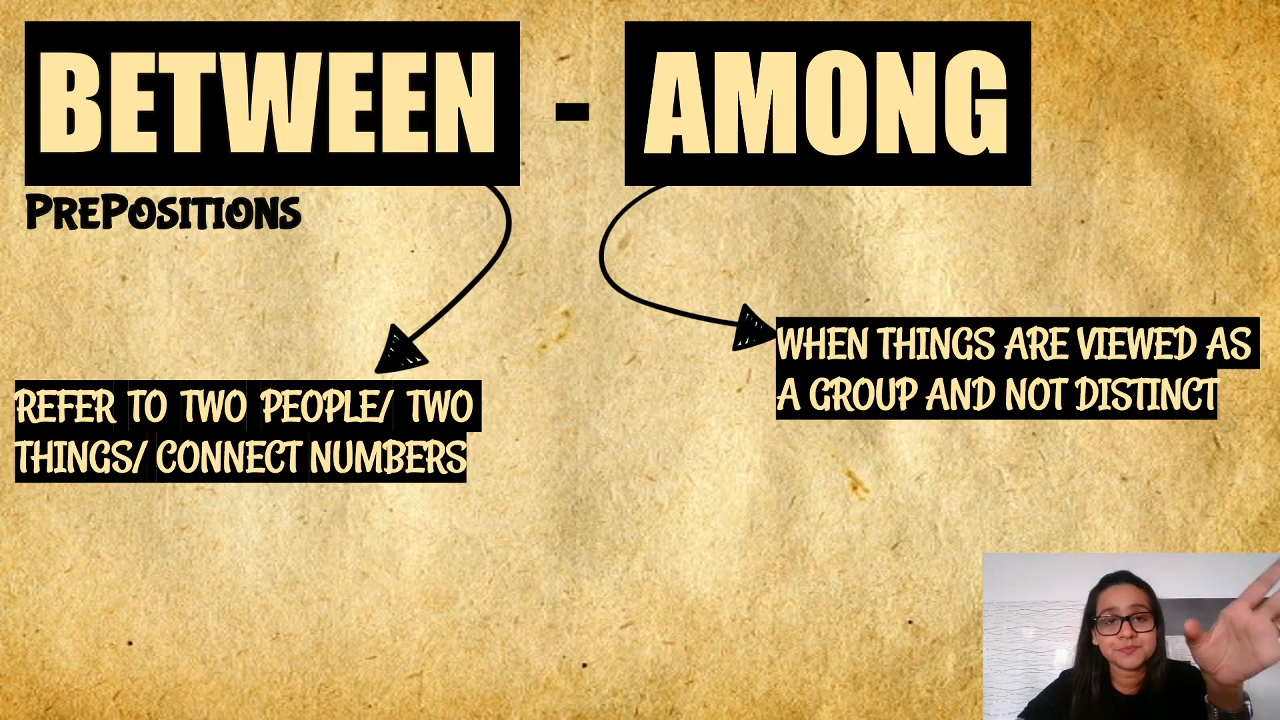 BETWEEN - AMONG
PREPOSITIONS
REFER TO TWO PEOPLE/ TWO
THINGS/ CONNECT NUMBERS
WHEN THINGS ARE VIEWED AS
A GROUP AND NOT DISTINCT